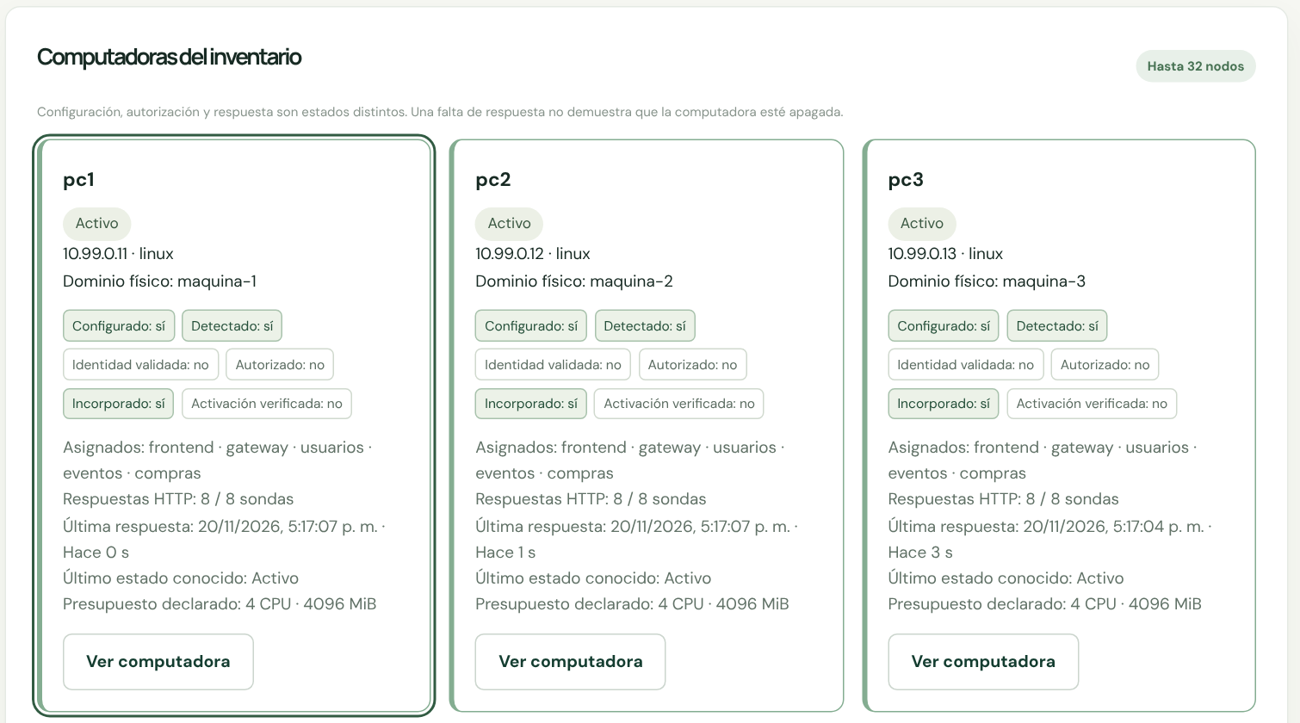 Computadoras del inventario
Hasta 32 nodos
Configuración, autorización y respuesta son estados distintos. Una falta de respuesta no demuestra que la computadora esté apagada.
pc1
Activo
10.99.0.11 · linux
Dominio físico: maquina-1
Configurado: sí
Detectado: sí
Identidad validada: no
Autorizado: no
Incorporado: sí
Activación verificada: no
Asignados: frontend · gateway · usuarios ·
eventos · compras
Respuestas HTTP: 8 / 8 sondas
Última respuesta: 20/11/2026, 5:17:07 p. m. ·
Hace 0 s
Último estado conocido: Activo
Presupuesto declarado: 4 CPU · 4096 MiB
Ver computadora
pc2
Activo
10.99.0.12 · linux
Dominio físico: maquina-2
Configurado: sí
Detectado: sí
Identidad validada: no
Autorizado: no
Incorporado: sí
Activación verificada: no
Asignados: frontend · gateway · usuarios ·
eventos · compras
Respuestas HTTP: 8 / 8 sondas
Última respuesta: 20/11/2026, 5:17:07 p. m. ·
Hace 1 s
Último estado conocido: Activo
Presupuesto declarado: 4 CPU · 4096 MiB
Ver computadora
pc3
Activo
10.99.0.13 · linux
Dominio físico: maquina-3
Configurado: sí
Detectado: sí
Identidad validada: no
Autorizado: no
Incorporado: sí
Activación verificada: no
Asignados: frontend · gateway · usuarios ·
eventos · compras
Respuestas HTTP: 8 / 8 sondas
Última respuesta: 20/11/2026, 5:17:04 p. m. ·
Hace 3 s
Último estado conocido: Activo
Presupuesto declarado: 4 CPU · 4096 MiB
Ver computadora